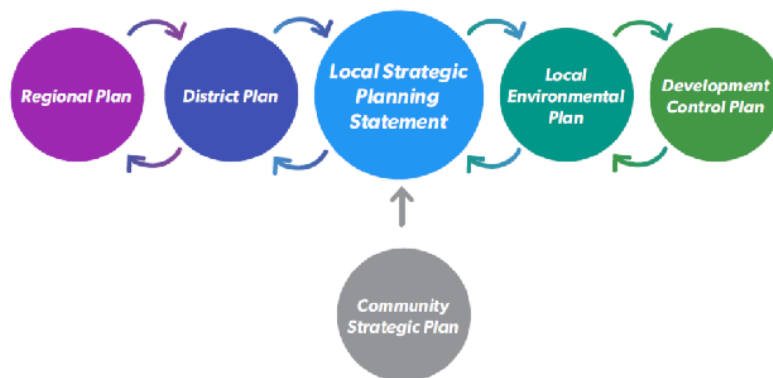 Regional Plan
District Plan
Local Strategic
Planning
Statement
Local
Environmental
Plan
Development
Control Plan
Community
Strategic Plan